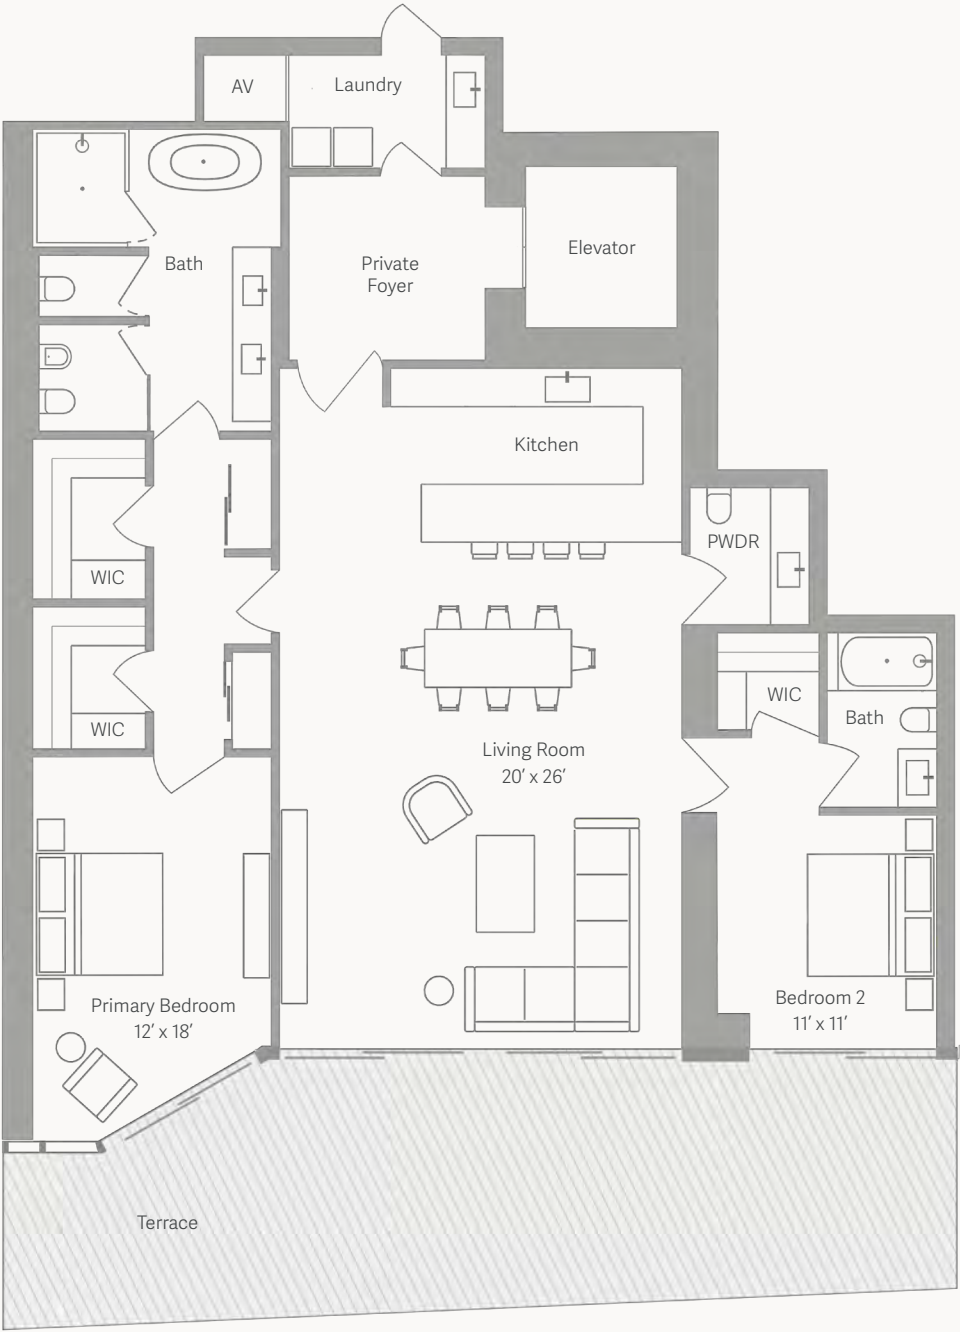 AV
Laundry
Bath
Private
Foyer
Elevator
Kitchen
PWDR
WIC
WIC
WIC
Bath
Living Room
20' x 26'
Primary Bedroom
12' x 18'
Bedroom 2
11' x 11'
Terrace